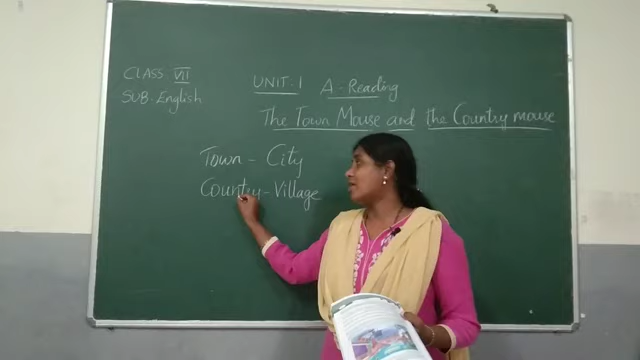 CLASS VII
SUB. English
UNIT: 1 A - Reading
The Town Mouse and the Country mouse
Town - City
Country - Village